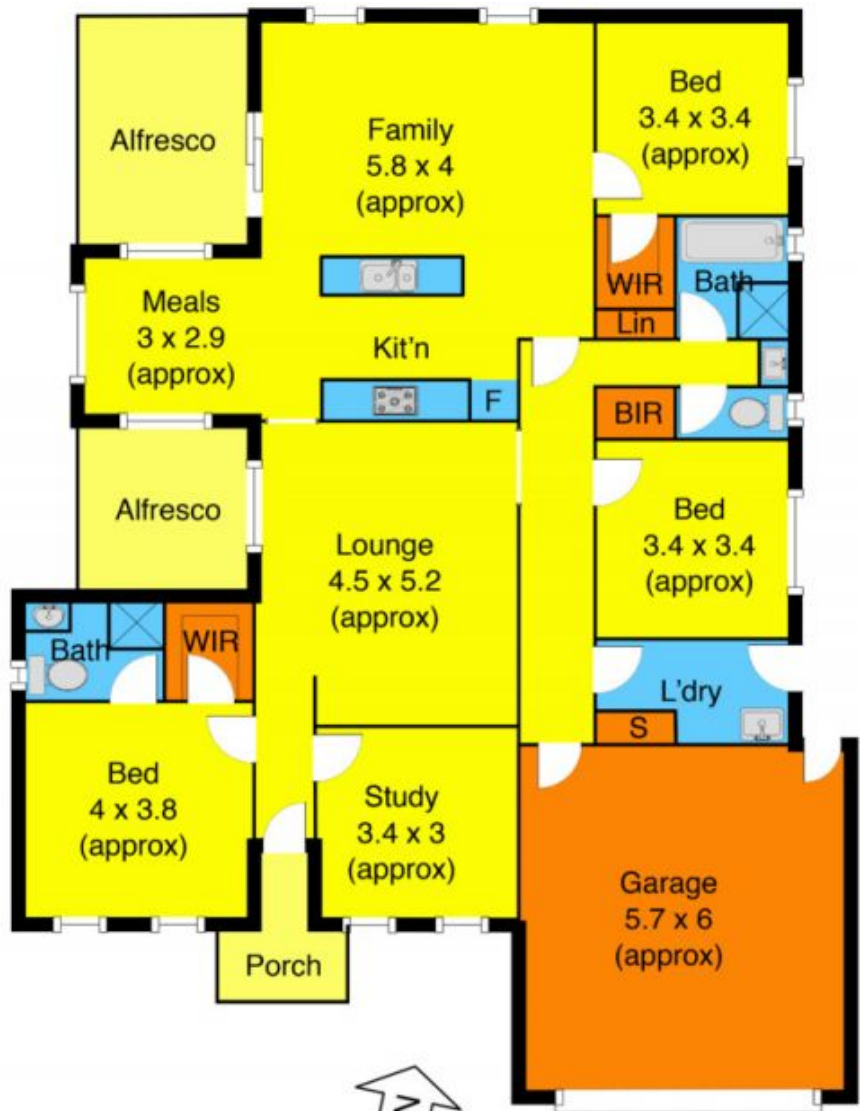 Alfresco
Family
5.8 x 4
(approx)
Bed
3.4 x 3.4
(approx)
WIR
Bath
Lin
Meals
3 x 2.9
(approx)
Kit'n
F
BIR
Alfresco
Lounge
4.5 x 5.2
(approx)
Bed
3.4 x 3.4
(approx)
Bath
WIR
L'dry
S
Bed
4 x 3.8
(approx)
Study
3.4 x 3
(approx)
Garage
5.7 x 6
(approx)
Porch